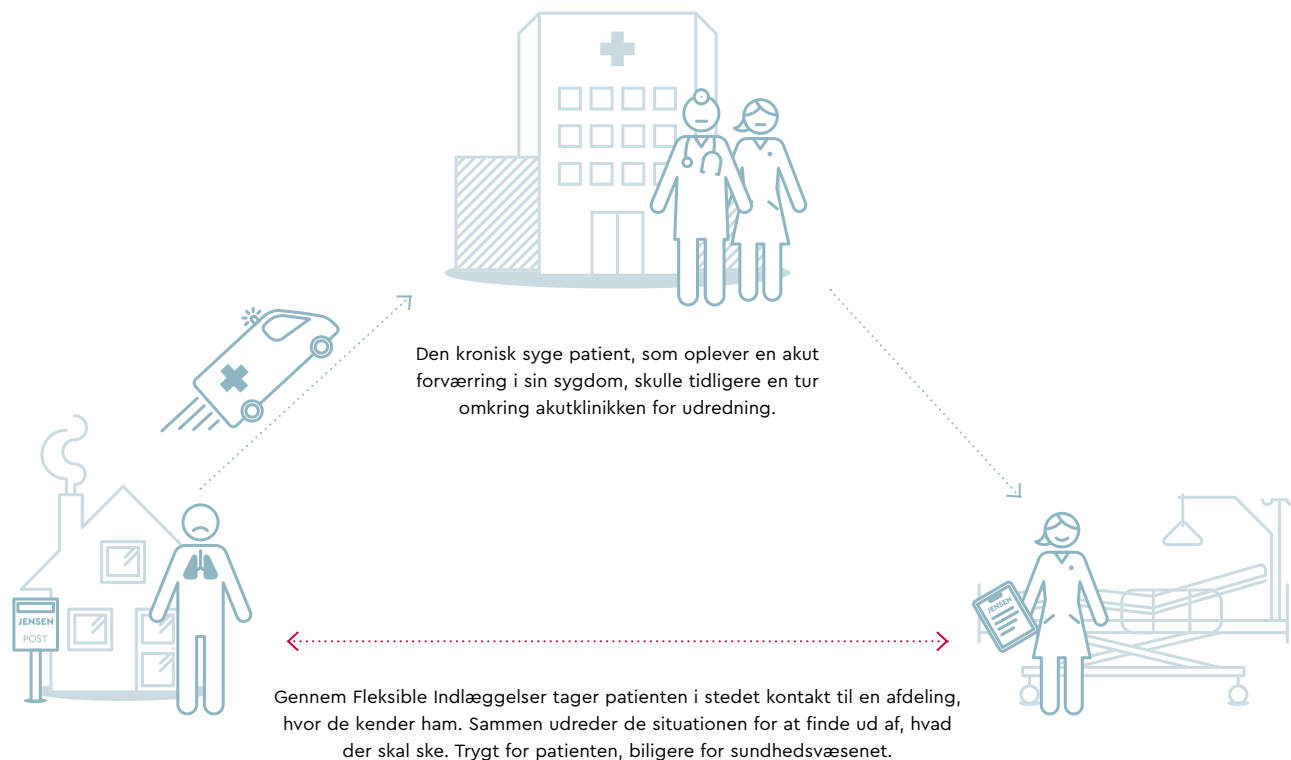 Den kronisk syge patient, som oplever en akut
forværring i sin sygdom, skulle tidligere en tur
omkring akutklinikken for udredning.
JENSEN
POST
JENSEN
Gennem Fleksible Indlæggelser tager patienten i stedet kontakt til en afdeling,
hvor de kender ham. Sammen udreder de situationen for at finde ud af, hvad
der skal ske. Trygt for patienten, biligere for sundhedsvæsenet.